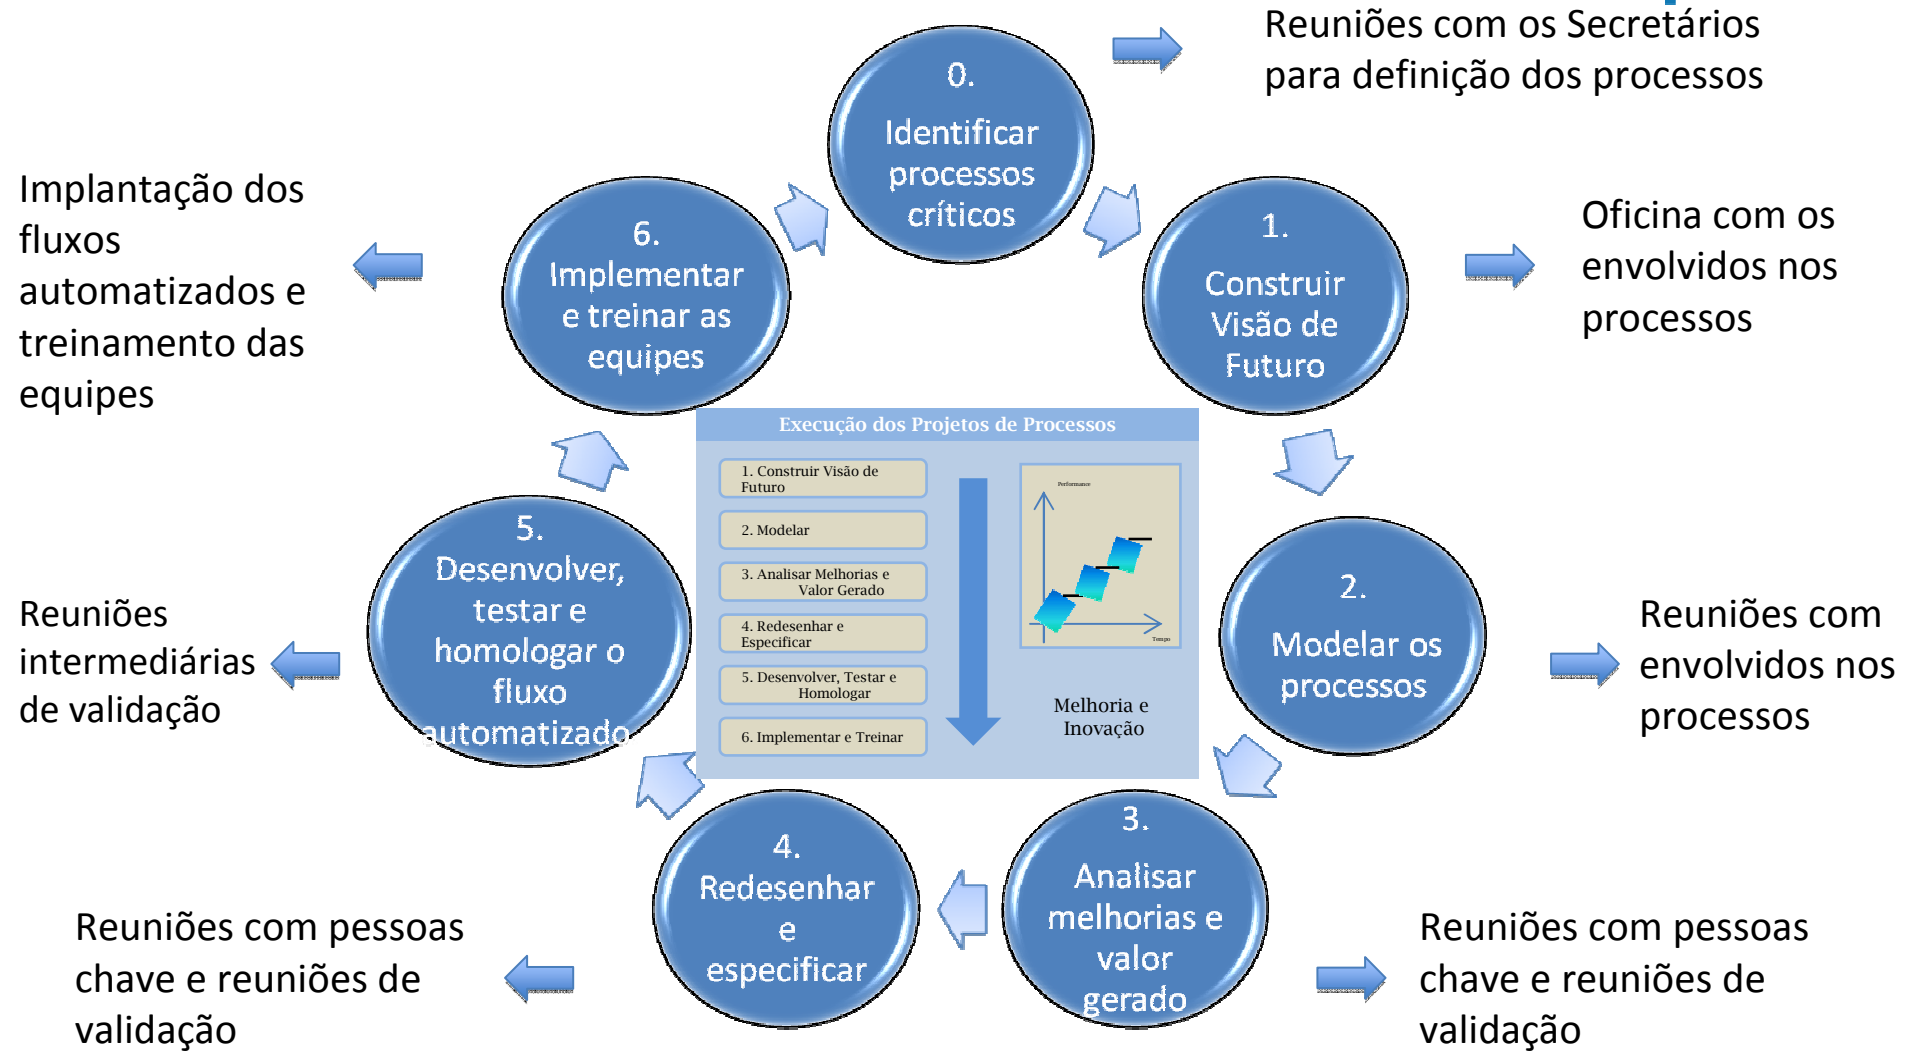 Reuniões com os Secretários
para definição dos processos
0.
Identificar
processos
críticos
1.
Construir
Visão de
Futuro
Oficina com os
envolvidos nos
processos
2.
Modelar os
processos
Reuniões com
envolvidos nos
processos
3.
Analisar
melhorias e
valor
gerado
Reuniões com pessoas
chave e reuniões de
validação
4.
Redesenhar
e
especificar
Reuniões com pessoas
chave e reuniões de
validação
5.
Desenvolver,
testar e
homologar o
fluxo
automatizado
Reuniões
intermediárias
de validação
6.
Implementar
e treinar as
equipes
Implantação dos
fluxos
automatizados e
treinamento das
equipes
Execução dos Projetos de Processos
1. Construir Visão de
Futuro
2. Modelar
3. Analisar Melhorias e
Valor Gerado
4. Redesenhar e
Especificar
5. Desenvolver, Testar e
Homologar
6. Implementar e Treinar
Performance
Tempo
Melhoria e
Inovação